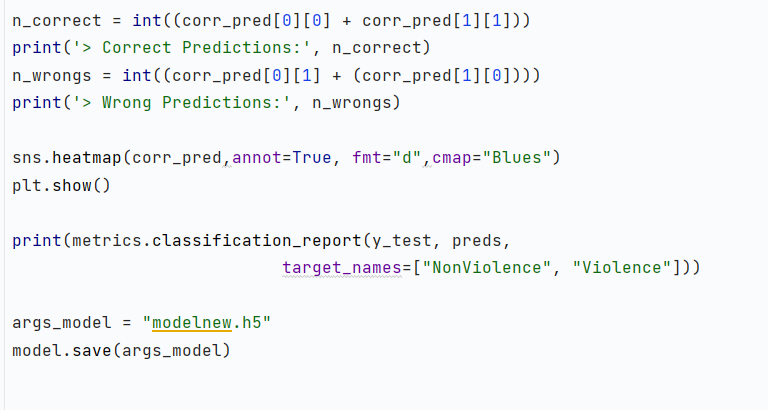 n_correct = int((corr_pred[0][0] + corr_pred[1][1]))
print('> Correct Predictions:', n_correct)
n_wrongs = int((corr_pred[0][1] + (corr_pred[1][0])))
print('> Wrong Predictions:', n_wrongs)
sns.heatmap(corr_pred,annot=True, fmt="d",cmap="Blues")
plt.show()
print(metrics.classification_report(y_test, preds,
target_names=["NonViolence", "Violence"]))
args_model = "modelnew.h5"
model.save(args_model)